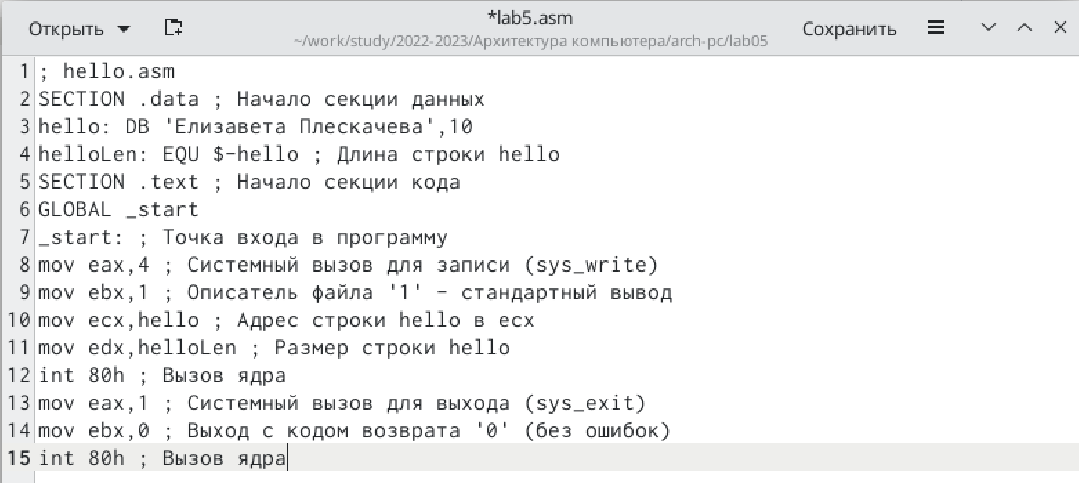 *lab5.asm
Открыть
~/work/study/2022-2023/Архитектура компьютера/arch-pc/lab05
Сохранить
1 ; hello.asm
2 SECTION .data ; Начало секции данных
3 hello: DB 'Елизавета Плескачева',10
4 helloLen: EQU $-hello ; Длина строки hello
5 SECTION .text ; Начало секции кода
6 GLOBAL _start
7 _start: ; Точка входа в программу
8 mov eax,4 ; Системный вызов для записи (sys_write)
9 mov ebx,1 ; Описатель файла '1' - стандартный вывод
10 mov ecx,hello ; Адрес строки hello в ecx
11 mov edx,helloLen ; Размер строки hello
12 int 80h ; Вызов ядра
13 mov eax,1 ; Системный вызов для выхода (sys_exit)
14 mov ebx,0 ; Выход с кодом возврата '0' (без ошибок)
15 int 80h ; Вызов ядра